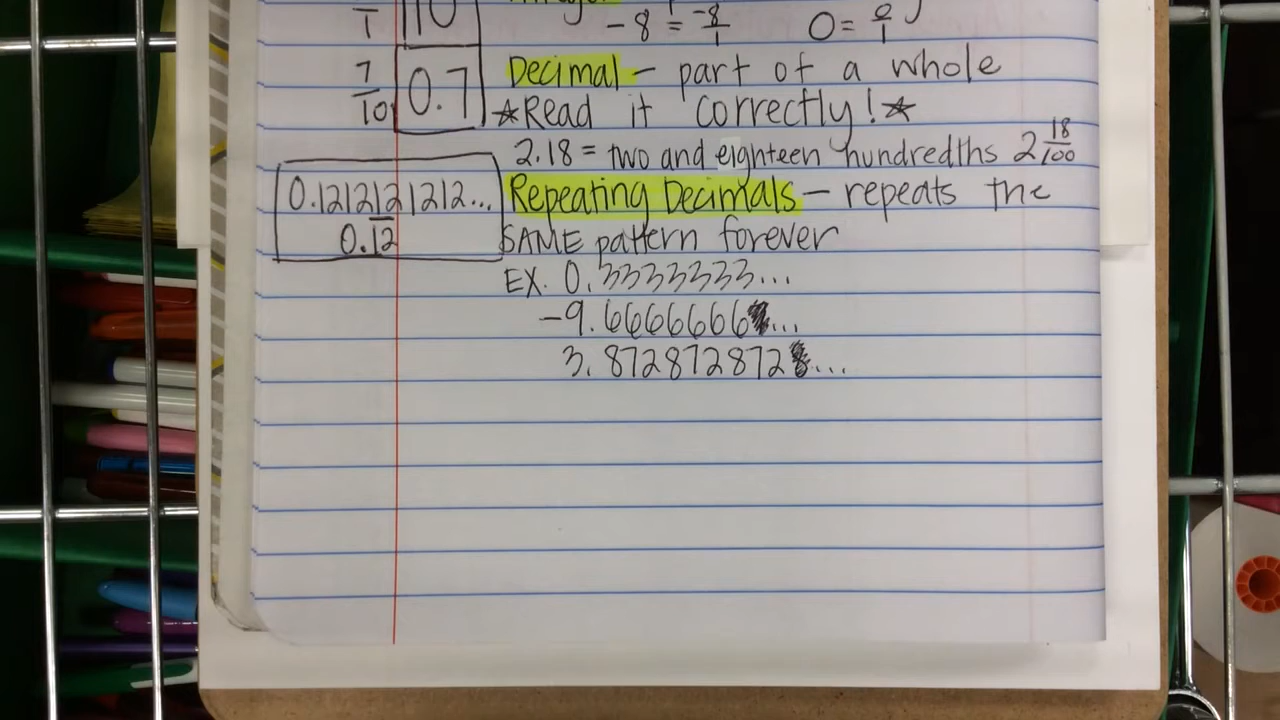 -8 = -8/1 0 = 0/1
7/10 0.7
Decimal - part of a whole
★Read it correctly!★
2.18 = two and eighteen hundredths 2 18/100
0.1212121212...
0.1̅2̅
Repeating Decimals - repeats the
SAME pattern forever
EX. 0.3333333...
-9.6666666...
3.872872872...